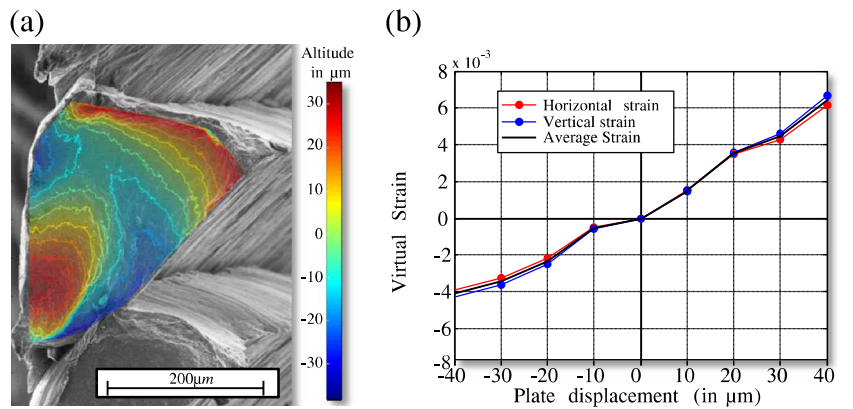 (a)
Altitude
in µm
30
20
10
0
-10
-20
-30
200µm
(b)
x 10⁻³
8
6
4
2
0
-2
-4
-6
-8
Virtual Strain
Horizontal strain
Vertical strain
Average Strain
-40 -30 -20 -10 0 10 20 30 40
Plate displacement (in µm)